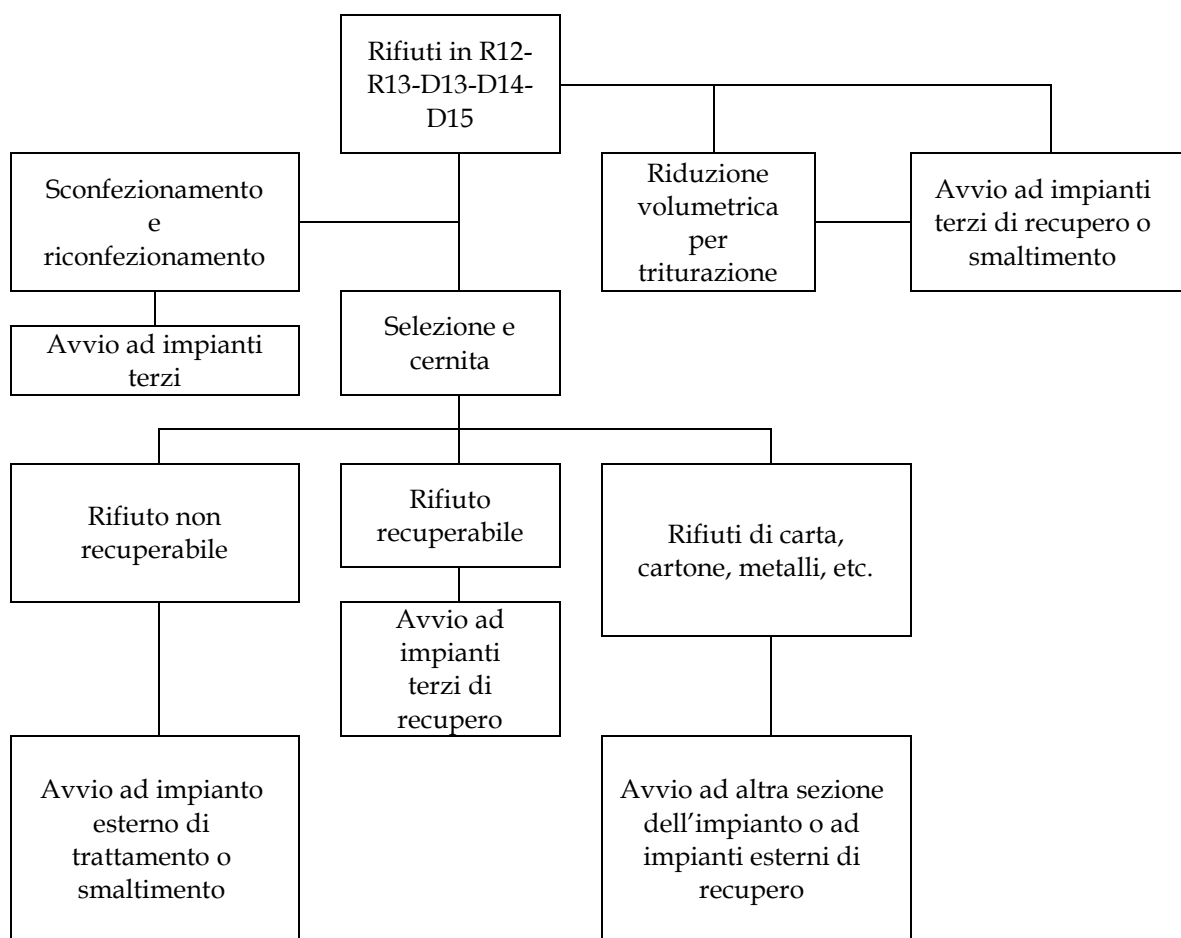 Rifiuti in R12-
R13-D13-D14-
D15
Sconfezionamento
e
riconfezionamento
Riduzione
volumetrica
per
triturazione
Avvio ad impianti
terzi di recupero o
smaltimento
Avvio ad impianti
terzi
Selezione e
cernita
Rifiuto non
recuperabile
Rifiuto
recuperabile
Rifiuti di carta,
cartone, metalli, etc.
Avvio ad
impianti
terzi di
recupero
Avvio ad impianto
esterno di
trattamento o
smaltimento
Avvio ad altra sezione
dell’impianto o ad
impianti esterni di
recupero